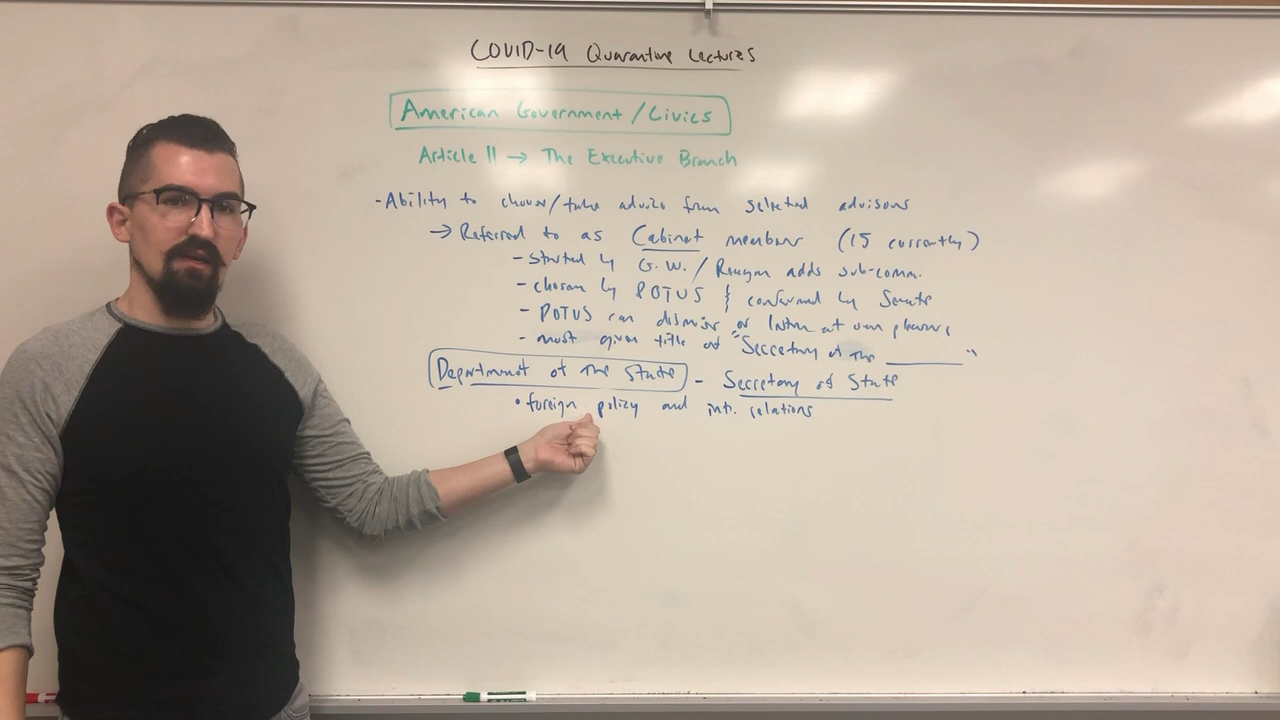 COVID-19 Quarantine Lectures
American Government/Civics
Article II → The Executive Branch
- Ability to choose/take advice from selected advisors
→ Referred to as Cabinet members (15 currently)
- started by G.W. / Reagan adds sub-comm.
- chosen by POTUS & confirmed by Senate
- POTUS can dismiss or listen at own pleasure
- most given title of "Secretary of the ________"
Department of the State - Secretary of State
• foreign policy and int. relations